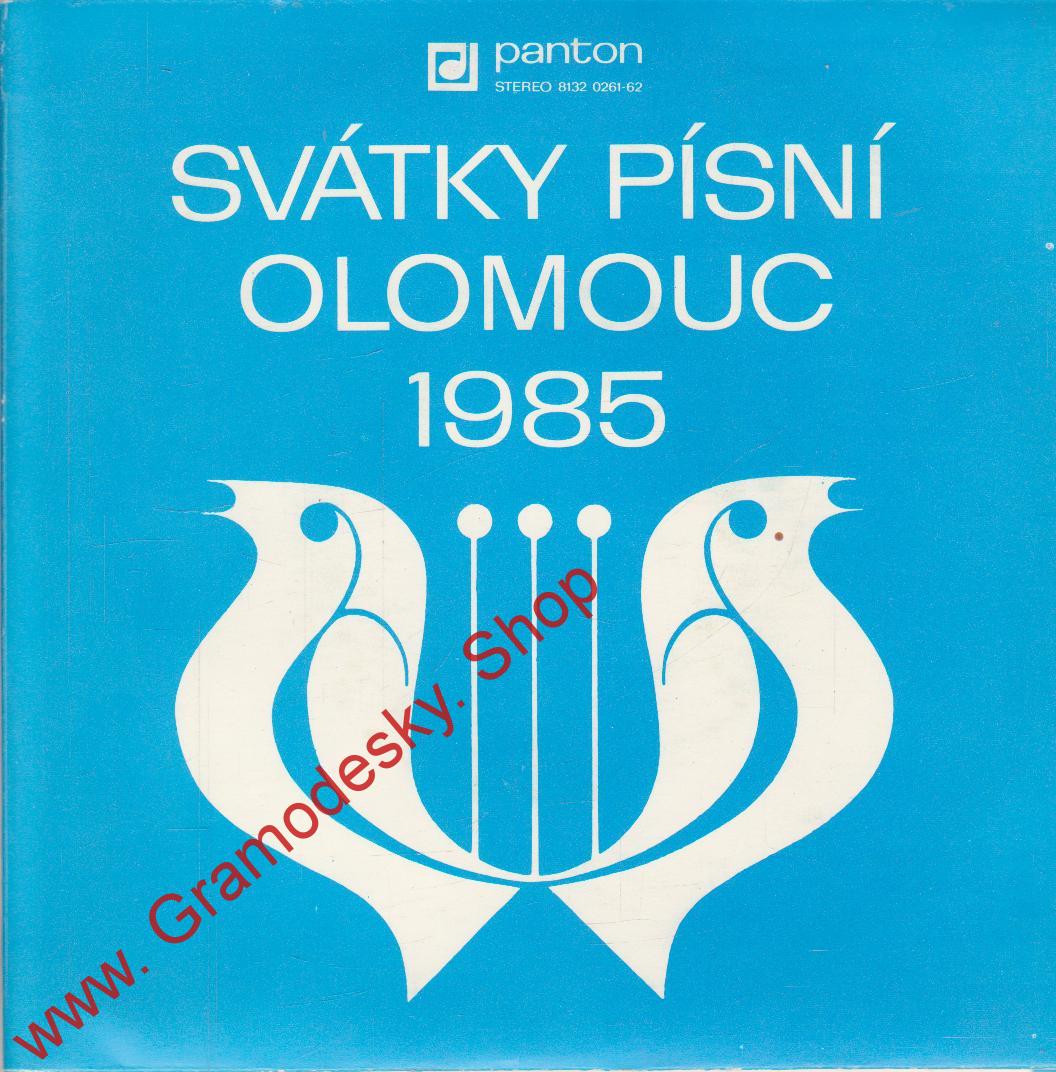 panton
STEREO 8132 0261-62
SVÁTKY PÍSNÍ
OLOMOUC
1985
www. Gramodesky. Shop